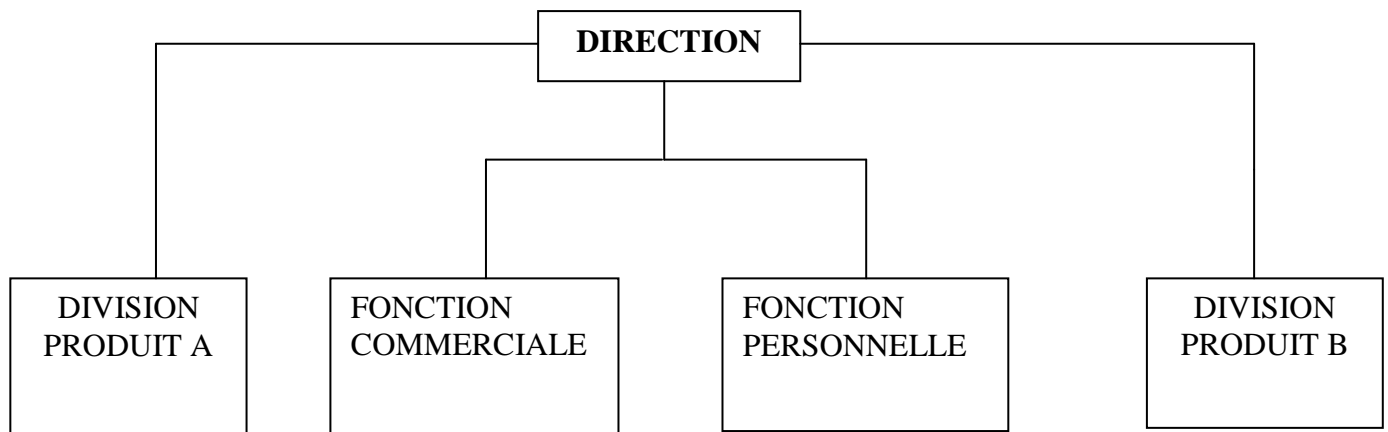 DIRECTION
DIVISION
PRODUIT A
FONCTION
COMMERCIALE
FONCTION
PERSONNELLE
DIVISION
PRODUIT B